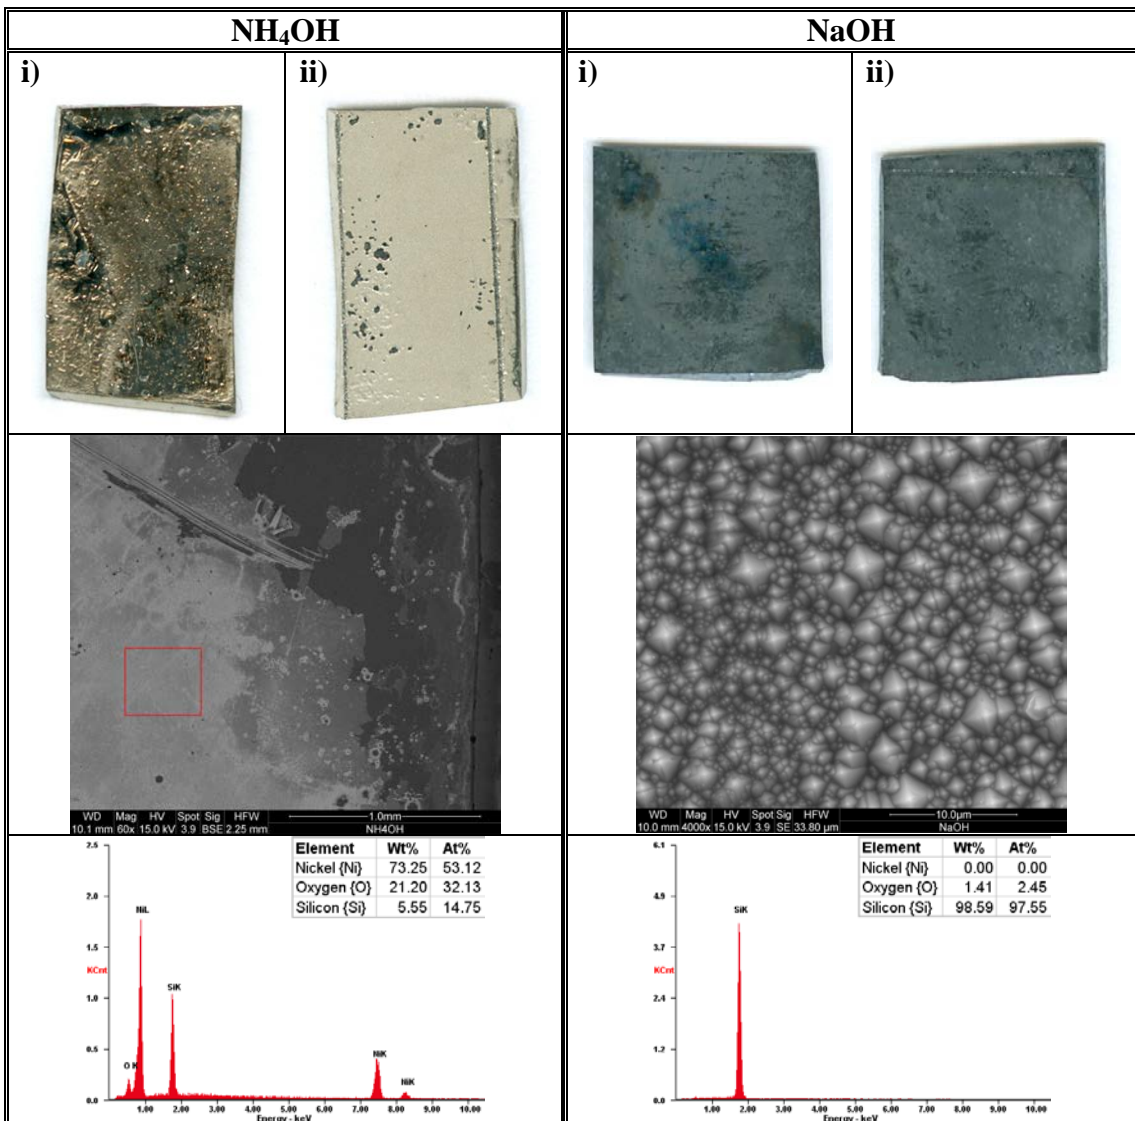 NH₄OH
NaOH
i)
ii)
i)
ii)
WD Mag HV Spot Sig HFW 1.0mm
10.1 mm 60x 15.0 kV 3.9 BSE 2.25 mm NH4OH
WD Mag HV Spot Sig HFW 10.0µm
10.0 mm 4000x 15.0 kV 3.9 SE 33.80 µm NaOH
Element Wt% At%
Nickel {Ni} 73.25 53.12
Oxygen {O} 21.20 32.13
Silicon {Si} 5.55 14.75
2.5
2.0
1.5
KCnt
1.0
0.5
0.0
O K
NiL
SiK
NiK
NiK
1.00 2.00 3.00 4.00 5.00 6.00 7.00 8.00 9.00 10.00
Energy - keV
Element Wt% At%
Nickel {Ni} 0.00 0.00
Oxygen {O} 1.41 2.45
Silicon {Si} 98.59 97.55
6.1
4.9
3.7
KCnt
2.4
1.2
0.0
SiK
1.00 2.00 3.00 4.00 5.00 6.00 7.00 8.00 9.00 10.00
Energy - keV